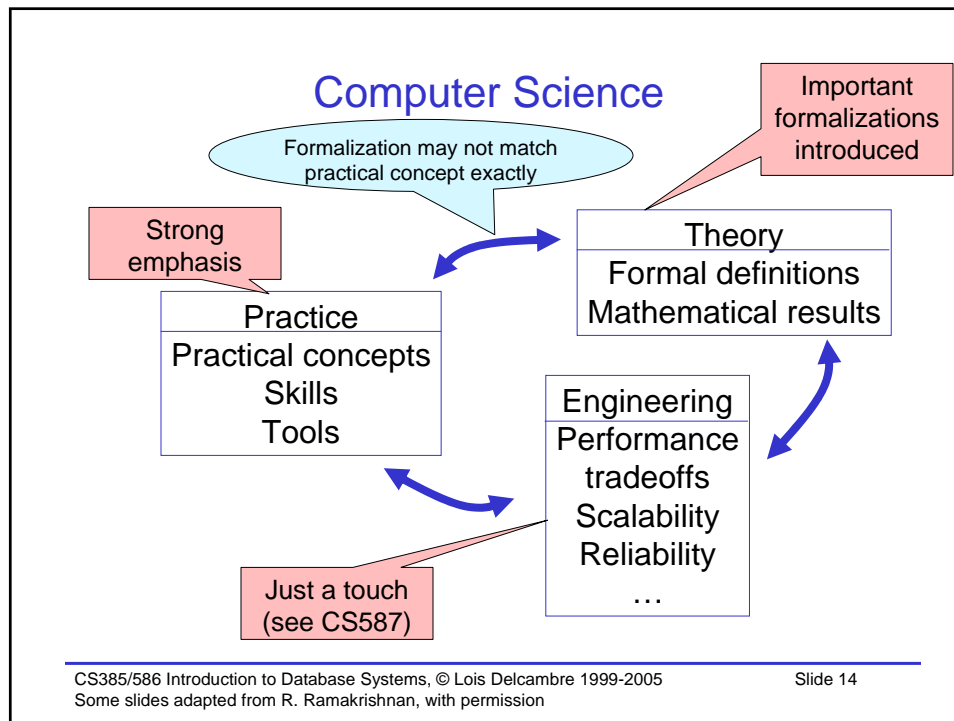 Computer Science
Important
formalizations
introduced
Formalization may not match
practical concept exactly
Strong
emphasis
Theory
Formal definitions
Mathematical results
Practice
Practical concepts
Skills
Tools
Engineering
Performance
tradeoffs
Scalability
Reliability
…
Just a touch
(see CS587)
CS385/586 Introduction to Database Systems, © Lois Delcambre 1999-2005 Slide 14
Some slides adapted from R. Ramakrishnan, with permission